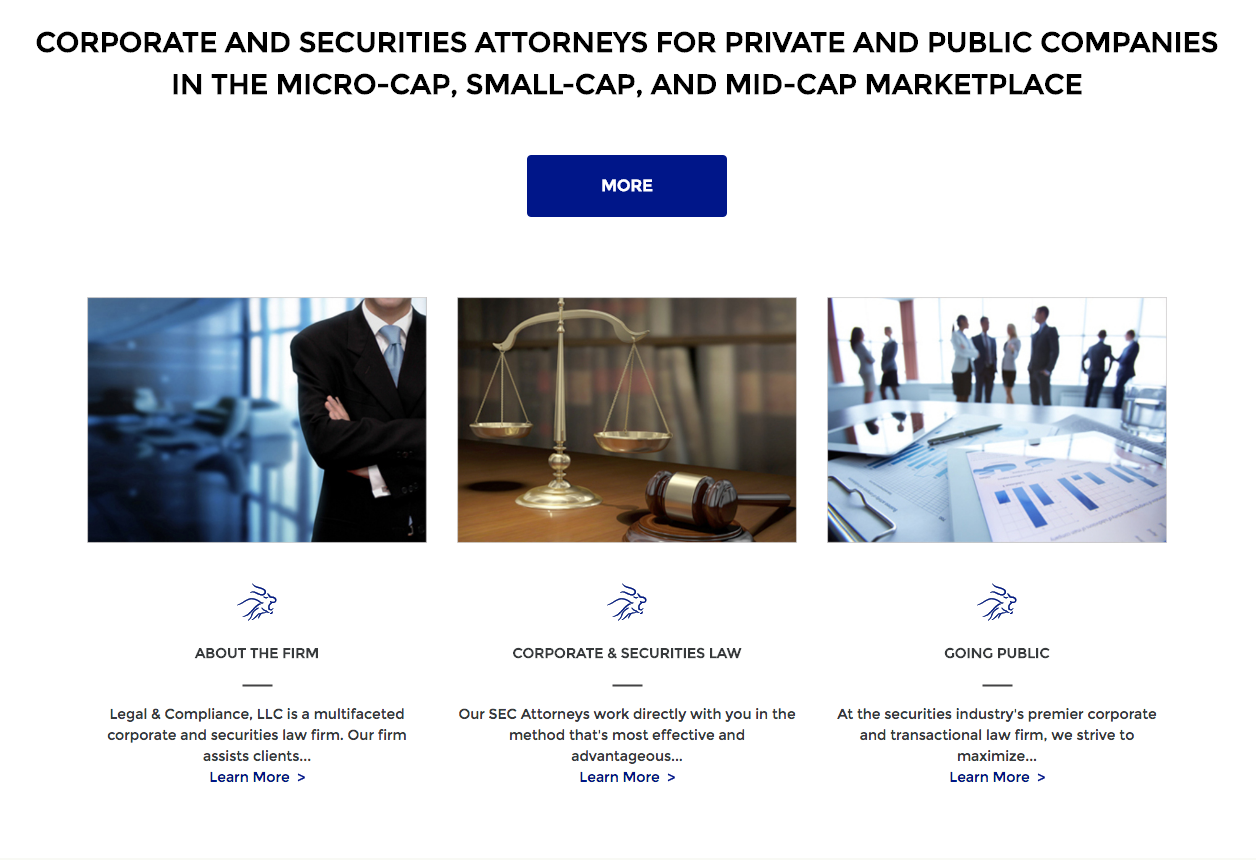 CORPORATE AND SECURITIES ATTORNEYS FOR PRIVATE AND PUBLIC COMPANIES
IN THE MICRO-CAP, SMALL-CAP, AND MID-CAP MARKETPLACE
MORE
ABOUT THE FIRM
Legal & Compliance, LLC is a multifaceted
corporate and securities law firm. Our firm
assists clients...
Learn More >
CORPORATE & SECURITIES LAW
Our SEC Attorneys work directly with you in the
method that's most effective and
advantageous...
Learn More >
GOING PUBLIC
At the securities industry's premier corporate
and transactional law firm, we strive to
maximize...
Learn More >